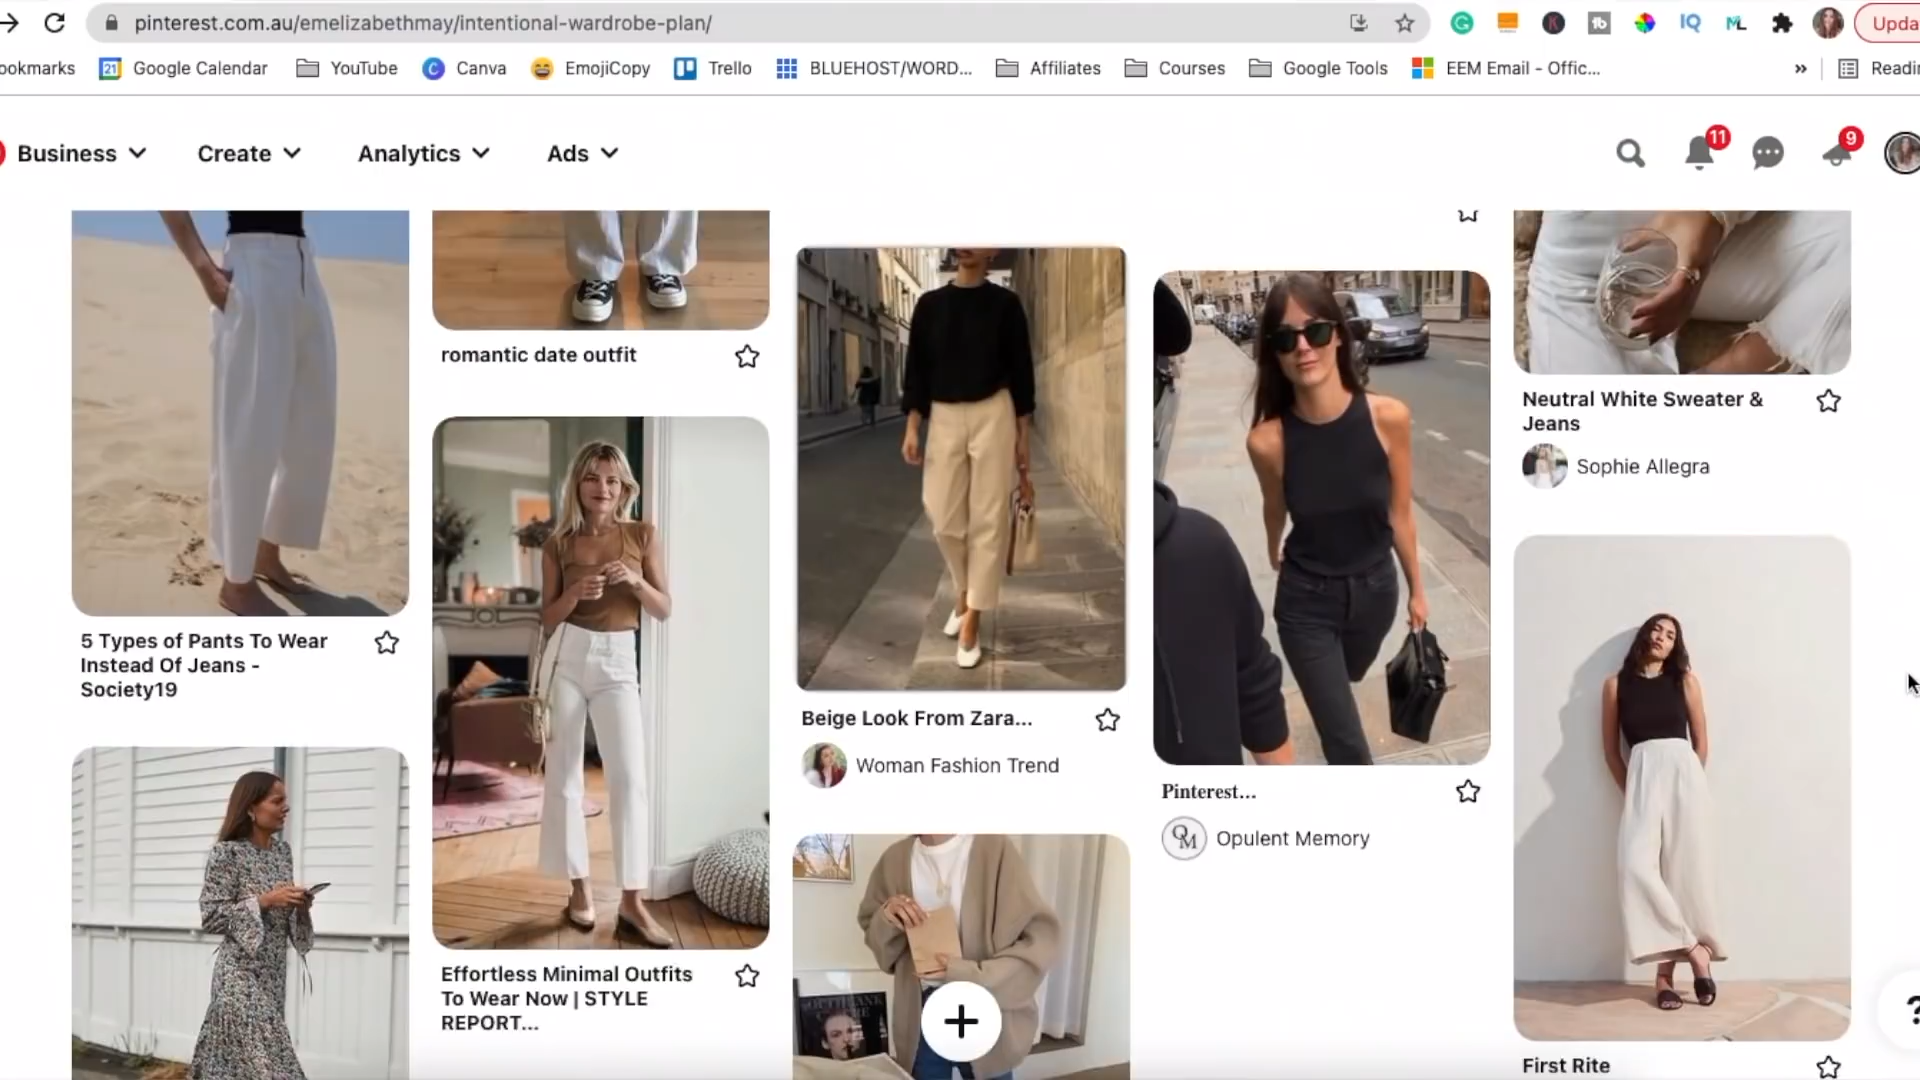 pinterest.com.au/emelizabethmay/intentional-wardrobe-plan/
Upda
ookmarks
21
Google Calendar
YouTube
Canva
EmojiCopy
Trello
BLUEHOST/WORD...
Affiliates
Courses
Google Tools
EEM Email - Offic...
»
Readin
Business
Create
Analytics
Ads
11
9
romantic date outfit
Neutral White Sweater &
Jeans
Sophie Allegra
5 Types of Pants To Wear
Instead Of Jeans -
Society19
Beige Look From Zara...
Woman Fashion Trend
Pinterest...
OM
Opulent Memory
Effortless Minimal Outfits
To Wear Now | STYLE
REPORT...
First Rite